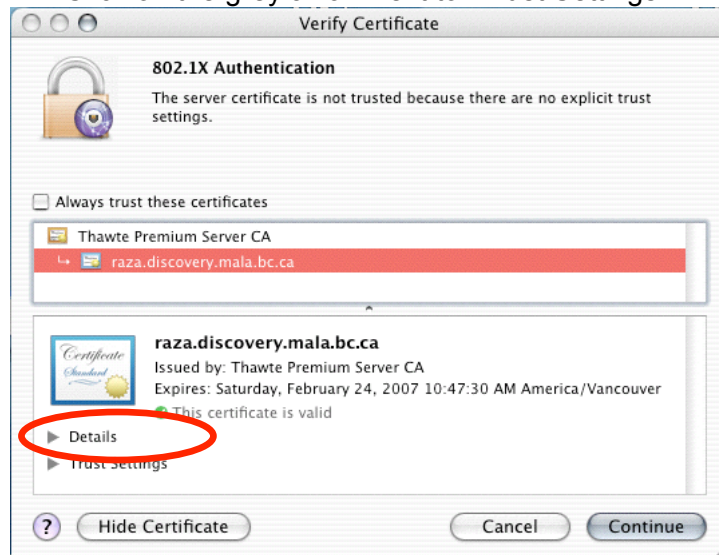 Verify Certificate
802.1X Authentication
The server certificate is not trusted because there are no explicit trust
settings.
Always trust these certificates
Thawte Premium Server CA
raza.discovery.mala.bc.ca
Certificate
Standard
raza.discovery.mala.bc.ca
Issued by: Thawte Premium Server CA
Expires: Saturday, February 24, 2007 10:47:30 AM America/Vancouver
This certificate is valid
Details
Trust Settings
?
Hide Certificate
Cancel
Continue